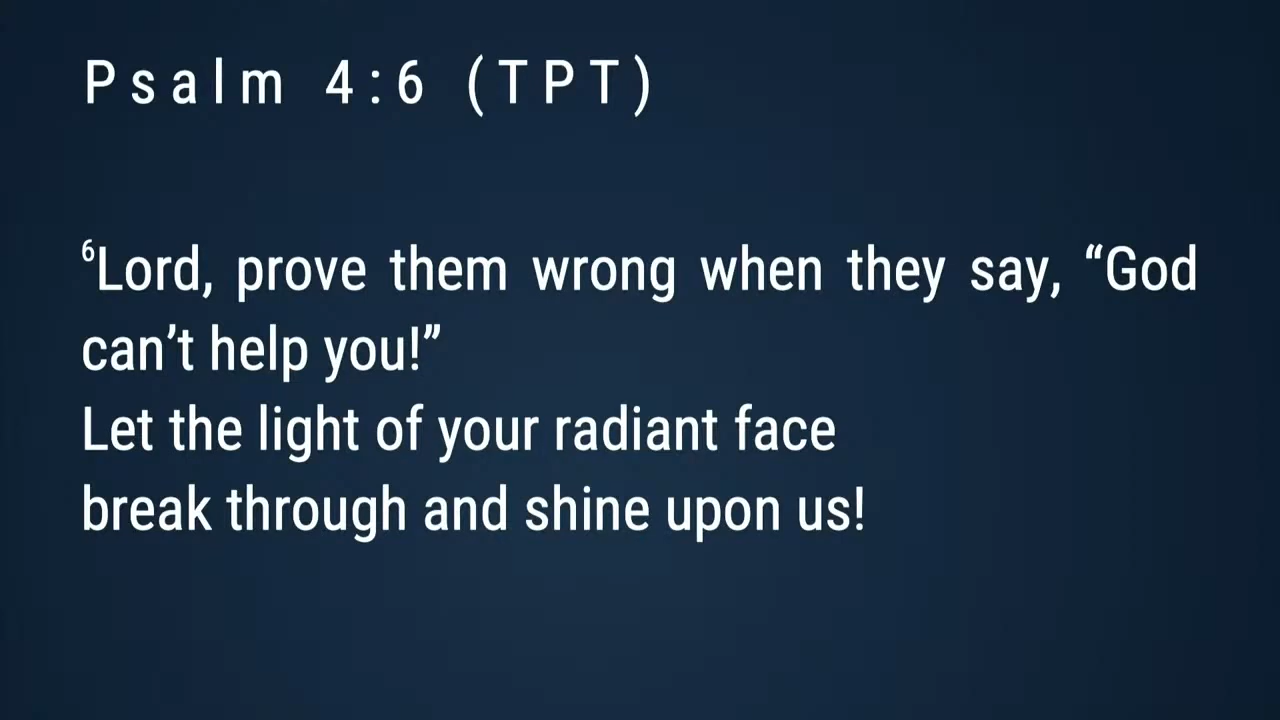 Psalm 4:6 (TPT)
⁶Lord, prove them wrong when they say, “God
can’t help you!”
Let the light of your radiant face
break through and shine upon us!